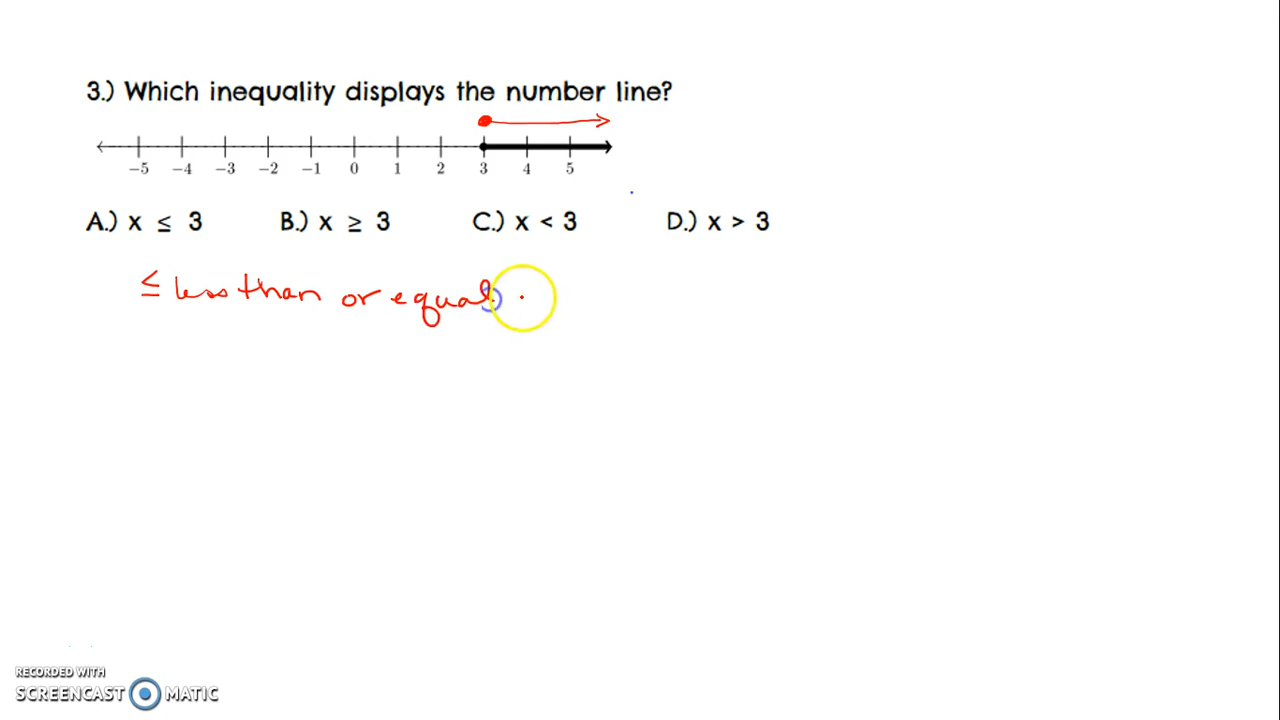 3.) Which inequality displays the number line?
-5 -4 -3 -2 -1 0 1 2 3 4 5
A.) x ≤ 3 B.) x ≥ 3 C.) x < 3 D.) x > 3
≤ less than or equal
RECORDED WITH
SCREENCAST MATIC